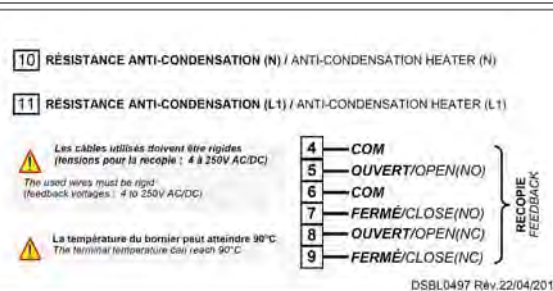 10 RÉSISTANCE ANTI-CONDENSATION (N) / ANTI-CONDENSATION HEATER (N)
11 RÉSISTANCE ANTI-CONDENSATION (L1) / ANTI-CONDENSATION HEATER (L1)
Les câbles utilisés doivent être rigides
(tensions pour la recopie : 4 à 250V AC/DC)
The used wires must be rigid
(feedback voltages : 4 to 250V AC/DC)
La température du bornier peut atteindre 90°C
The terminal temperature can reach 90°C
4 COM
5 OUVERT/OPEN(NO)
6 COM
7 FERMÉ/CLOSE(NO)
8 OUVERT/OPEN(NC)
9 FERMÉ/CLOSE(NC)
RECOPIE
FEEDBACK
DSBL0497 Rév.22/04/201